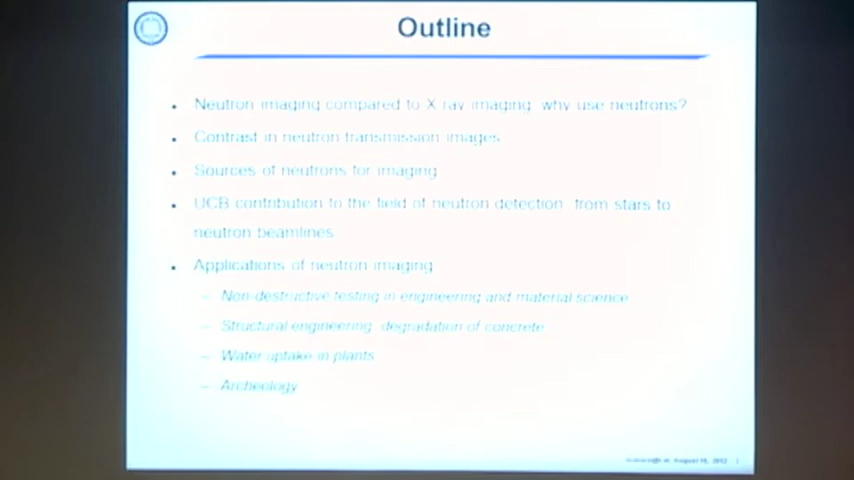 Outline
• Neutron imaging compared to X ray imaging: why use neutrons?
• Contrast in neutron transmission images
• Sources of neutrons for imaging
• UCB contribution to the field of neutron detection: from stars to
neutron beamlines
• Applications of neutron imaging
– Non-destructive testing in engineering and material science
– Structural engineering: degradation of concrete
– Water uptake in plants
– Archeology
August 2012